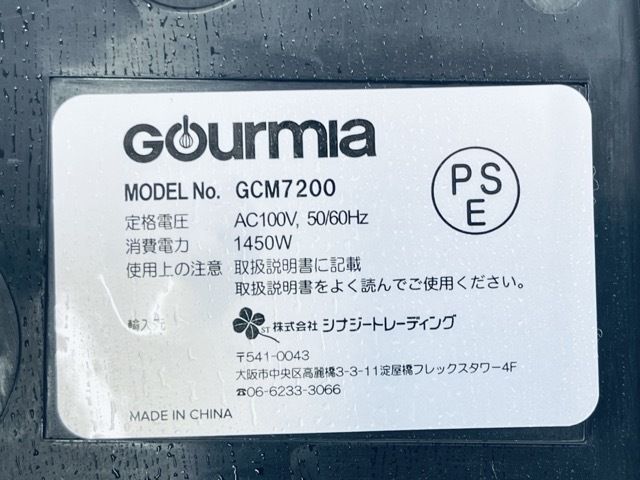 Gourmia
MODEL No. GCM7200
PSE
定格電圧 AC100V, 50/60Hz
消費電力 1450W
使用上の注意 取扱説明書に記載
取扱説明書をよく読んでご使用ください。
輸入先 ST 株式会社 シナジートレーディング
〒541-0043
大阪市中央区高麗橋3-3-11淀屋橋フレックスタワー4F
☎06-6233-3066
MADE IN CHINA